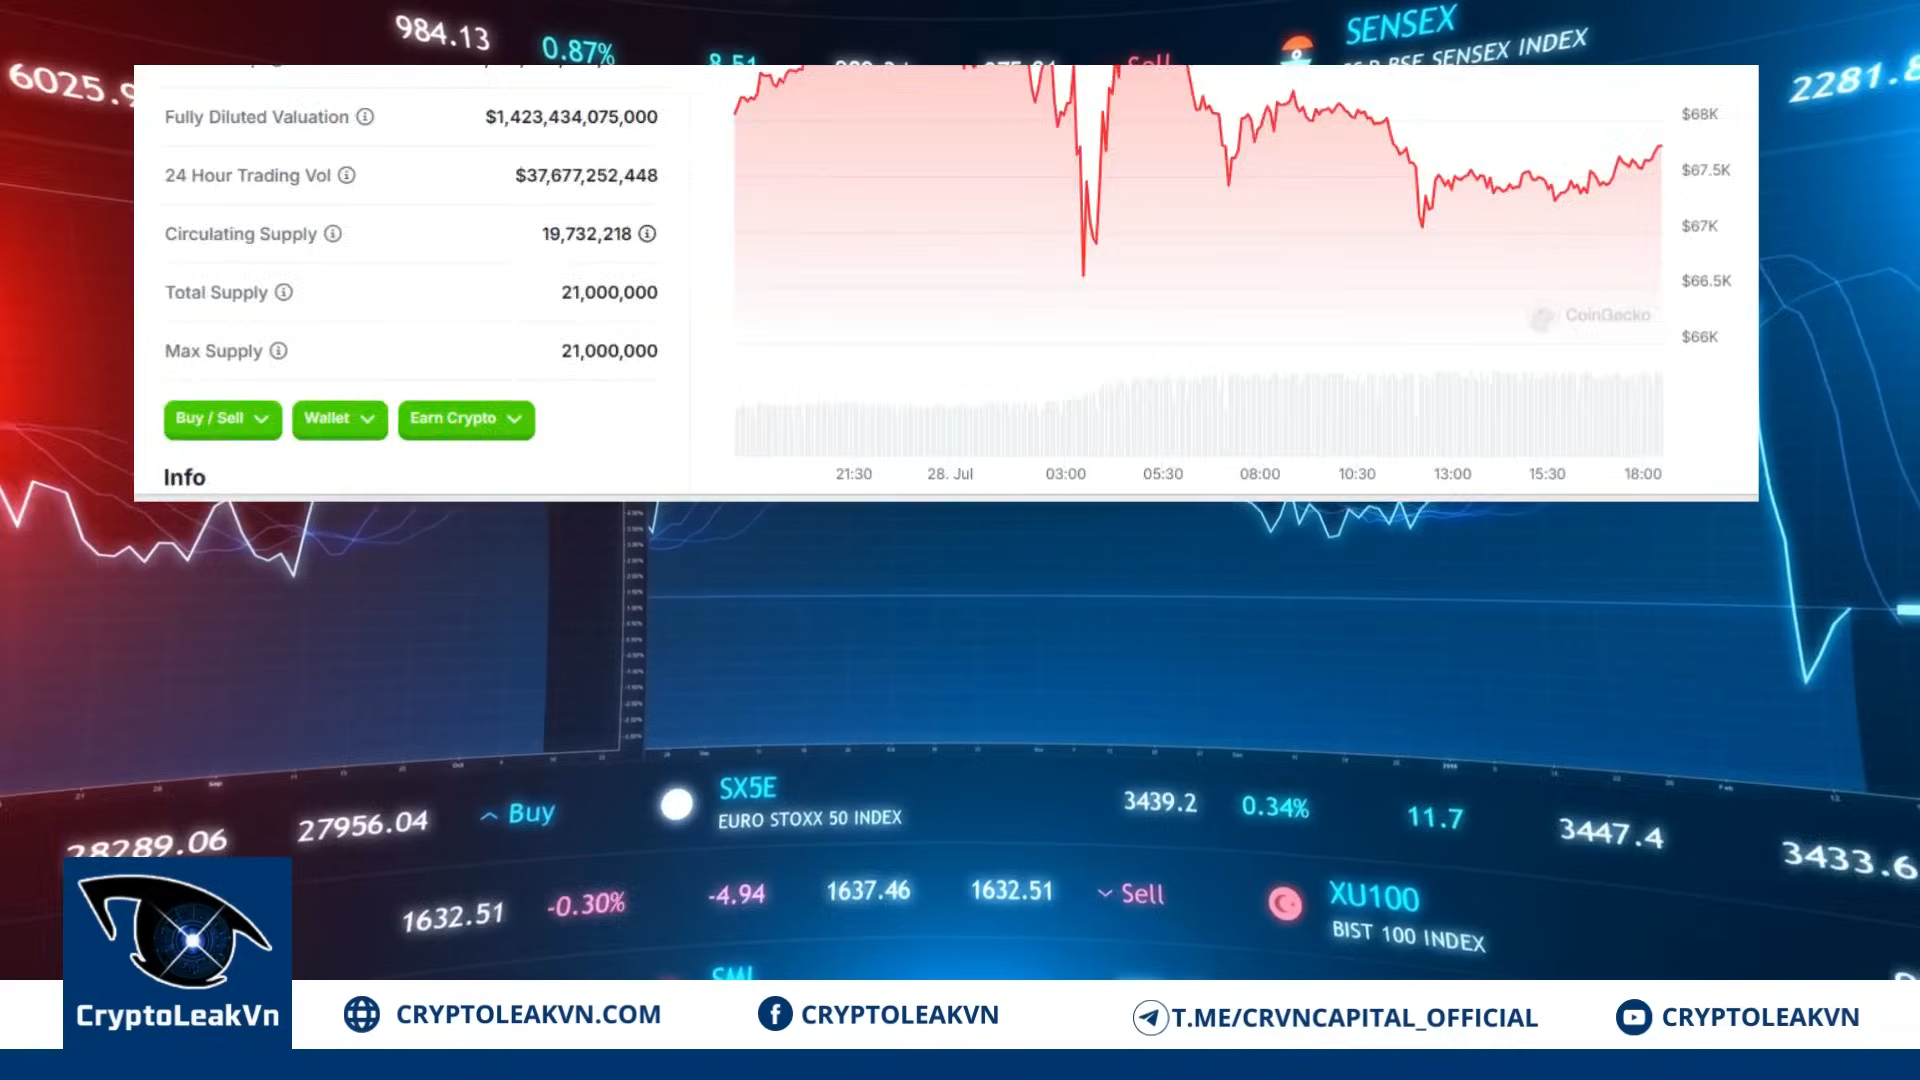 984.13
0.87%
SENSEX
BSE SENSEX INDEX
6025.9
2281.8
Fully Diluted Valuation
$1,423,434,075,000
24 Hour Trading Vol
$37,677,252,448
Circulating Supply
19,732,218
Total Supply
21,000,000
Max Supply
21,000,000
Buy / Sell
Wallet
Earn Crypto
Info
$68K
$67.5K
$67K
$66.5K
$66K
CoinGecko
21:30
28. Jul
03:00
05:30
08:00
10:30
13:00
15:30
18:00
28289.06
27956.04
Buy
SX5E
EURO STOXX 50 INDEX
3439.2
0.34%
11.7
3447.4
3433.6
1632.51
-0.30%
-4.94
1637.46
1632.51
Sell
XU100
BIST 100 INDEX
CryptoLeakVn
CRYPTOLEAKVN.COM
CRYPTOLEAKVN
T.ME/CRVNCAPITAL_OFFICIAL
CRYPTOLEAKVN